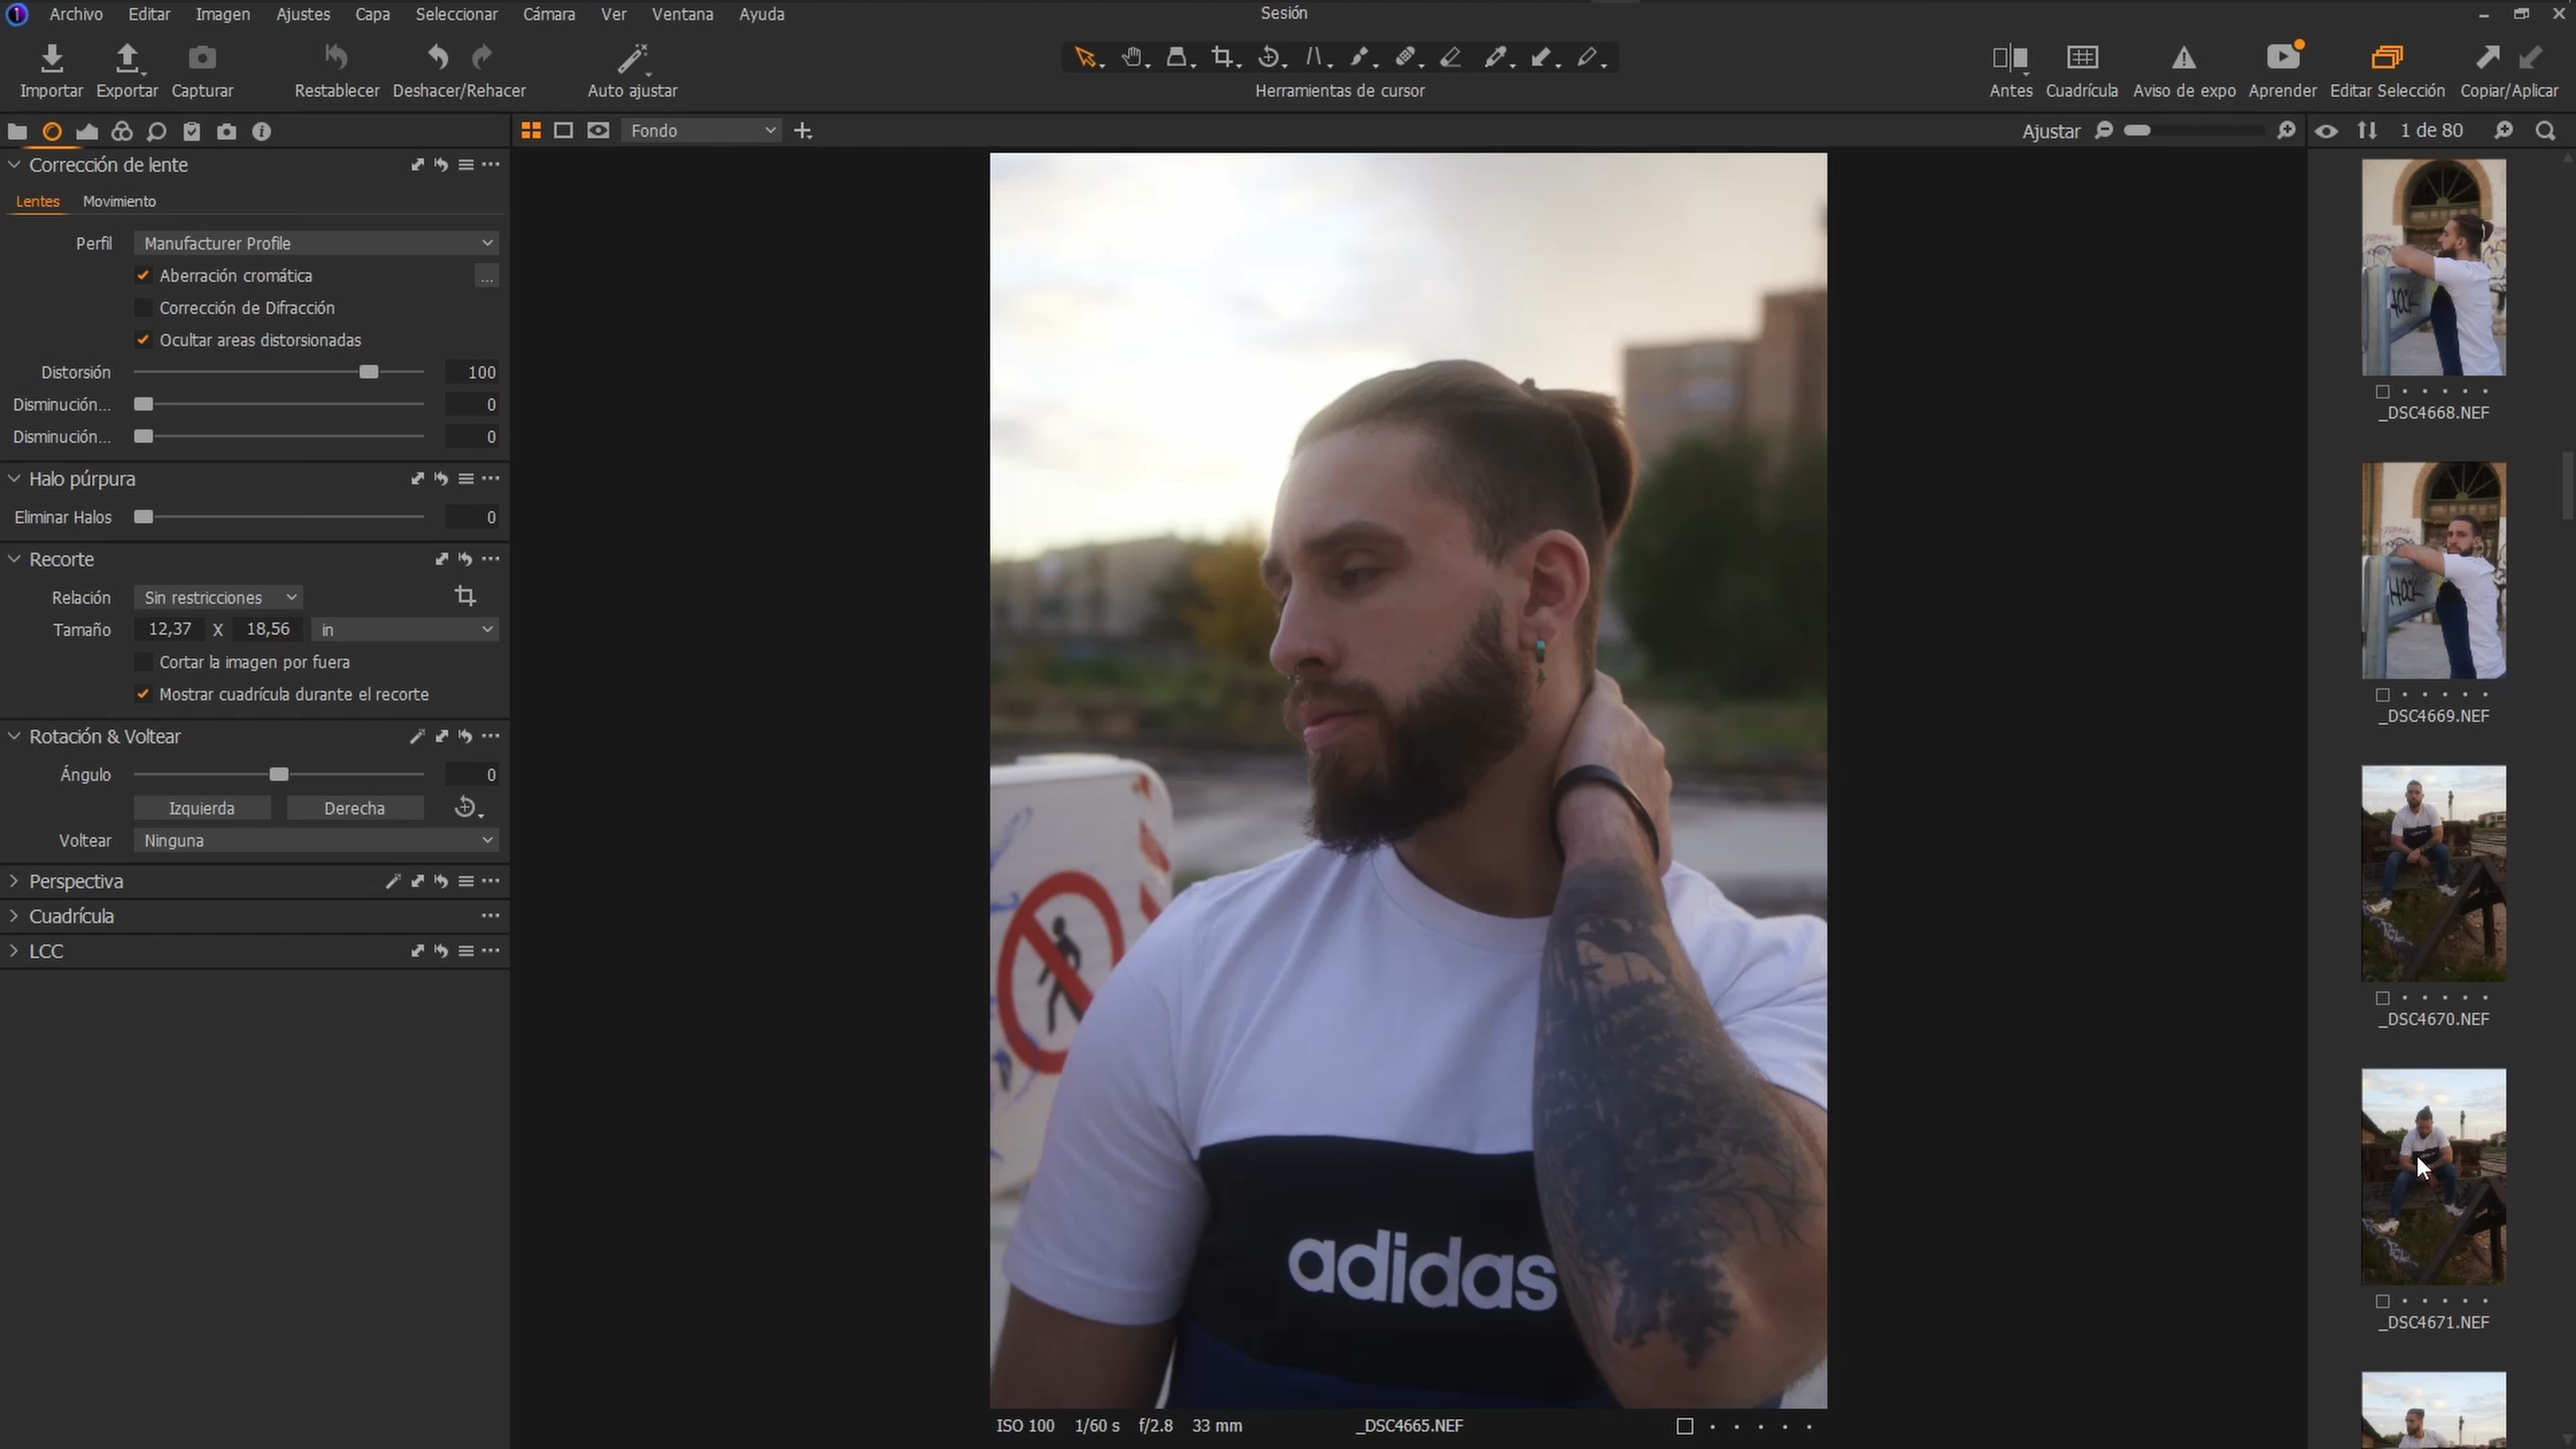 Archivo Editar Imagen Ajustes Capa Seleccionar Cámara Ver Ventana Ayuda
Sesión
Importar Exportar Capturar Restablecer Deshacer/Rehacer Auto ajustar
Herramientas de cursor
Antes Cuadrícula Aviso de expo Aprender Editar Selección Copiar/Aplicar
Fondo
Ajustar
1 de 80
Corrección de lente
Lentes Movimiento
Perfil Manufacturer Profile
Aberración cromática ...
Corrección de Difracción
Ocultar areas distorsionadas
Distorsión 100
Disminución... 0
Disminución... 0
Halo púrpura
Eliminar Halos 0
Recorte
Relación Sin restricciones
Tamaño 12,37 X 18,56 in
Cortar la imagen por fuera
Mostrar cuadrícula durante el recorte
Rotación & Voltear
Ángulo 0
Izquierda Derecha
Voltear Ninguna
Perspectiva
Cuadrícula
LCC
adidas
ISO 100 1/60 s f/2.8 33 mm _DSC4665.NEF
_DSC4668.NEF
_DSC4669.NEF
_DSC4670.NEF
_DSC4671.NEF